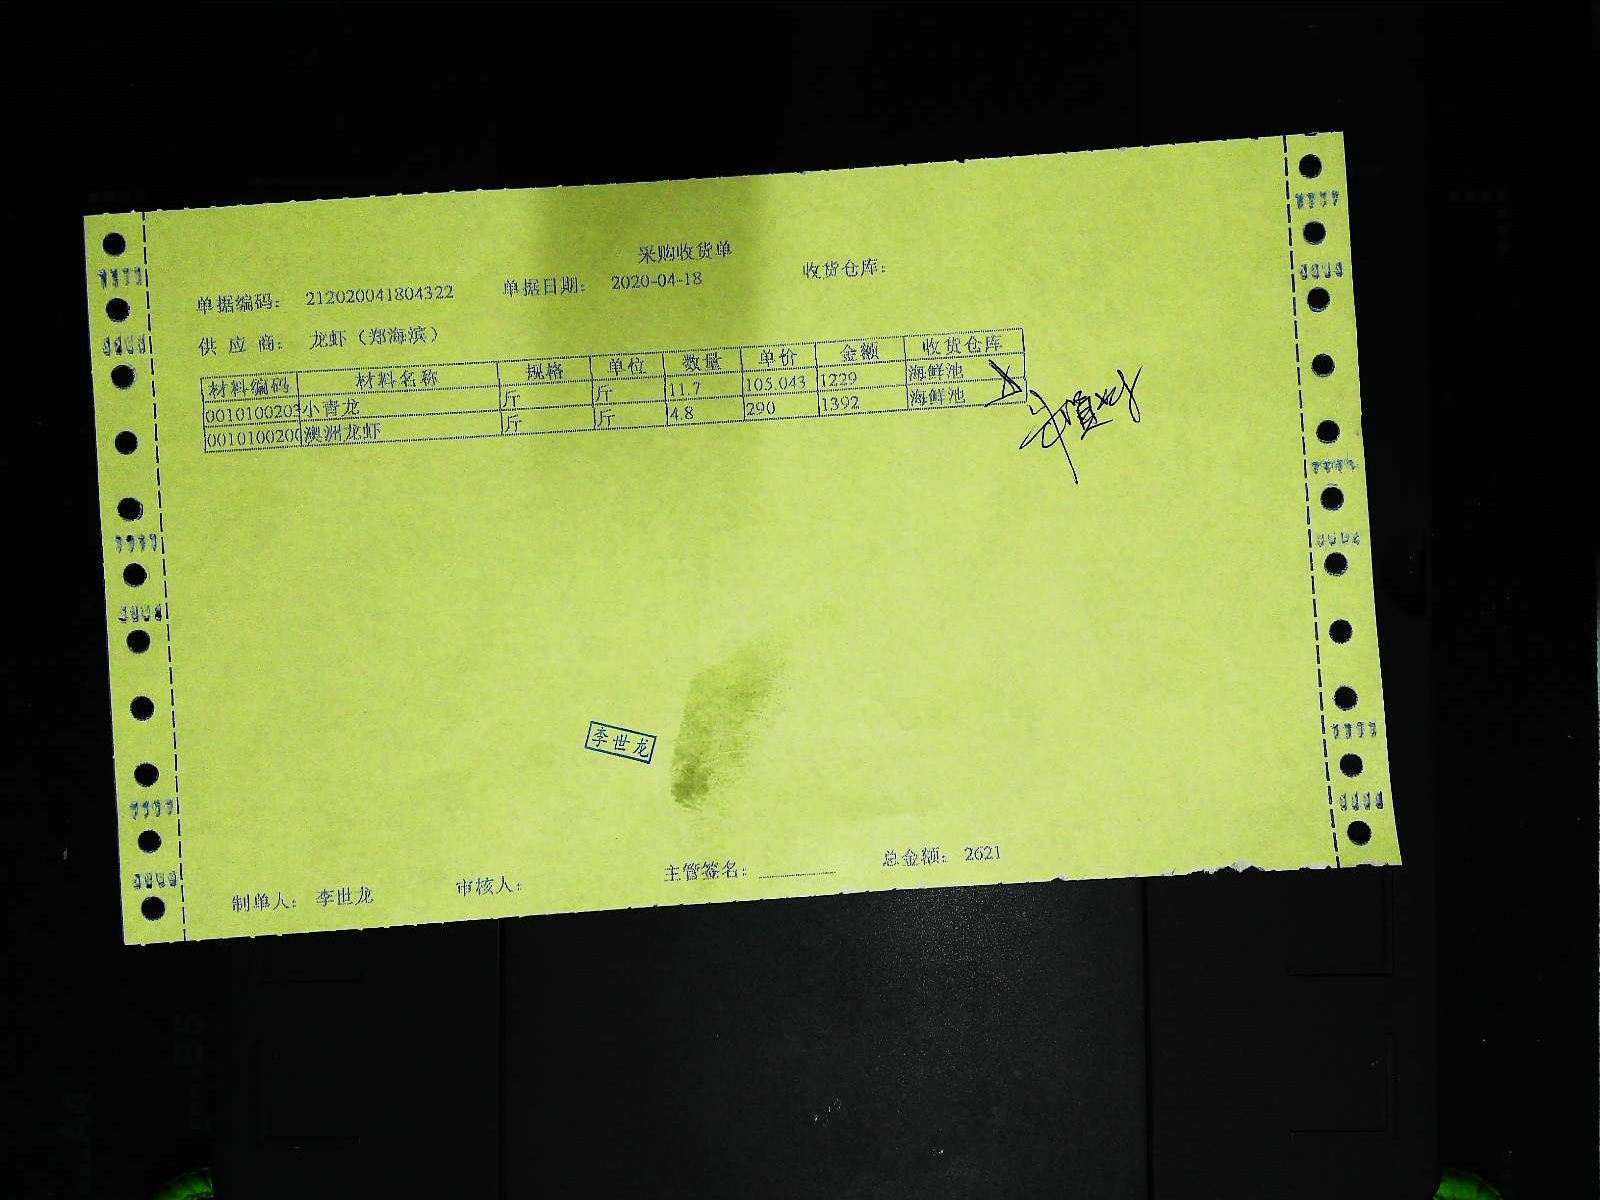 采购收货单
单据编码： 212020041804322 单据日期： 2020-04-18 收货仓库：
供 应 商： 龙虾（郑海滨）
材料编码 材料名称 规格 单位 数量 单价 金额 收货仓库
001010020 小青龙 斤 斤 11.7 105.043 1229 海鲜池
001010020 澳洲龙虾 斤 斤 4.8 290 1392 海鲜池
李世龙
制单人： 李世龙 审核人： 主管签名： 总金额： 2621